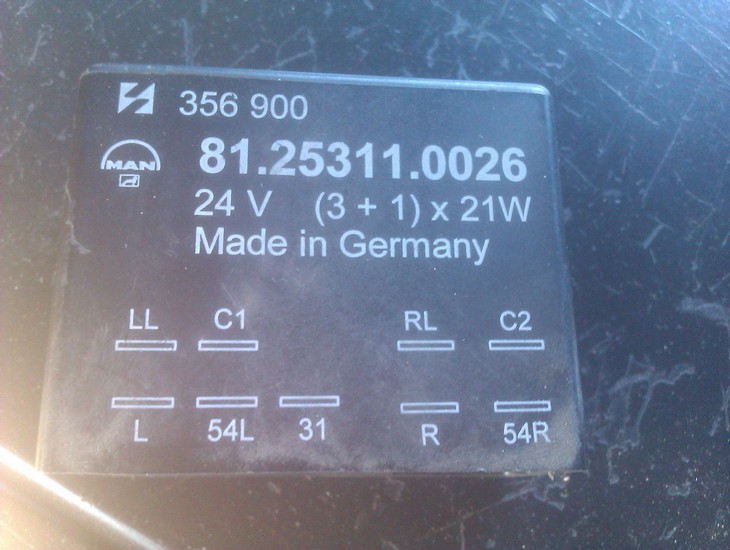 356 900
MAN
81.25311.0026
24 V (3 + 1) x 21W
Made in Germany
LL C1 RL C2
L 54L 31 R 54R